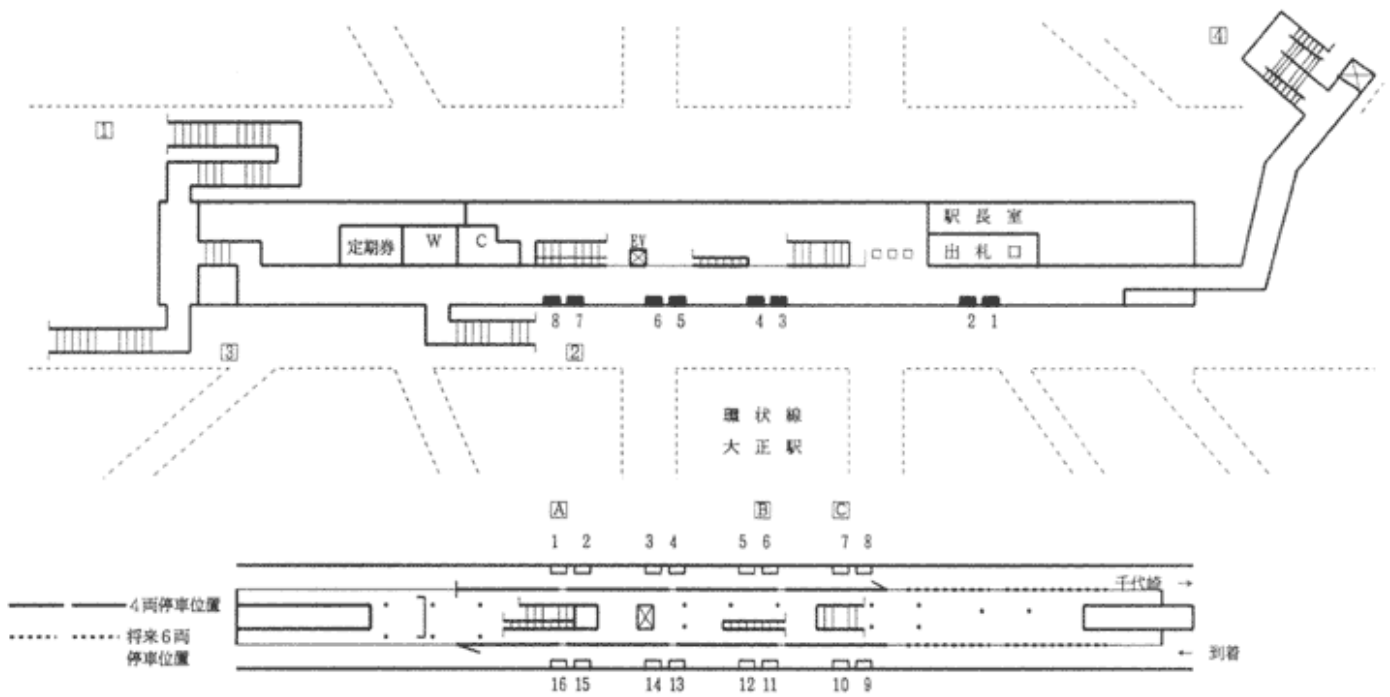 4
1
駅長室
定期券 W C EV 出札口
8 7 6 5 4 3 2 1
3 2
環状線
大正駅
A B C
1 2 3 4 5 6 7 8
千代崎 →
4両停車位置
将来6両
停車位置
← 到着
16 15 14 13 12 11 10 9